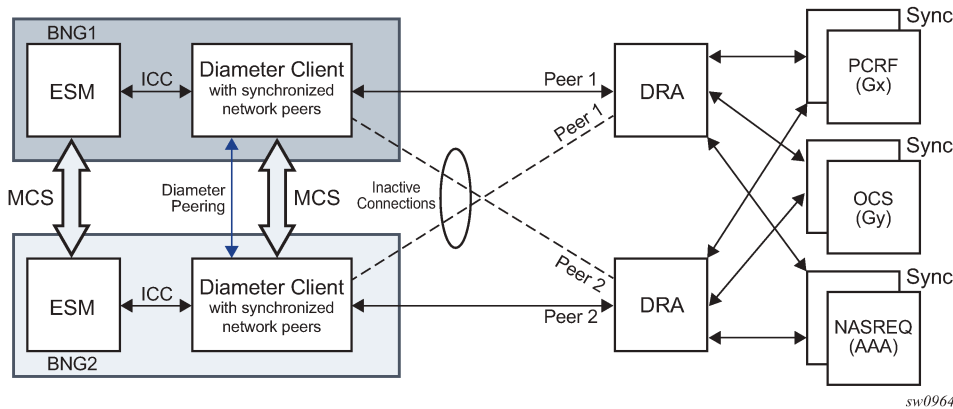 BNG1
ESM
ICC
Diameter Client
with synchronized
network peers
Peer 1
Peer 1
DRA
Sync
PCRF
(Gx)
MCS
Diameter
Peering
MCS
Inactive
Connections
Sync
OCS
(Gy)
ESM
ICC
Diameter Client
with synchronized
network peers
Peer 2
Peer 2
DRA
Sync
NASREQ
(AAA)
BNG2
sw0964